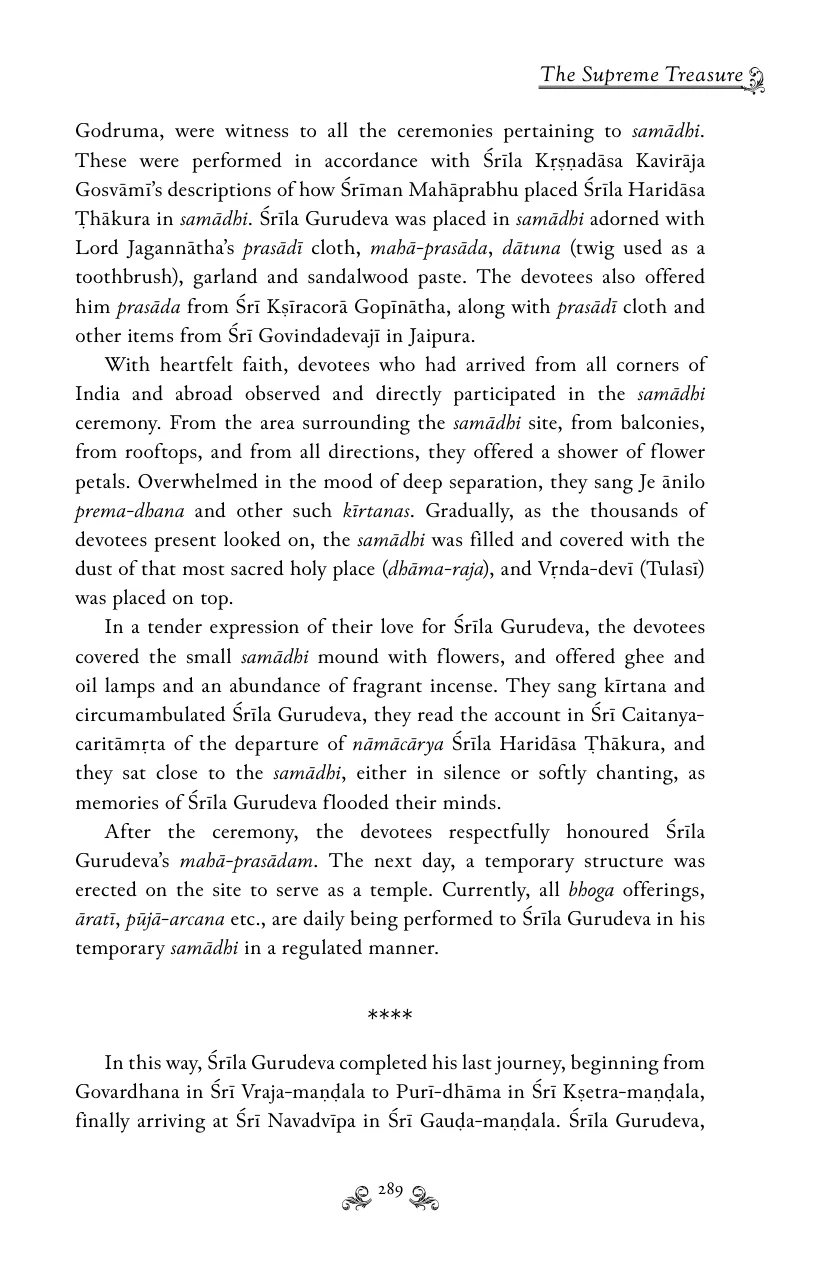 The Supreme Treasure
Godruma, were witness to all the ceremonies pertaining to samādhi.
These were performed in accordance with Śrīla Kṛṣṇadāsa Kavirāja
Gosvāmī’s descriptions of how Śrīman Mahāprabhu placed Śrīla Haridāsa
Ṭhākura in samādhi. Śrīla Gurudeva was placed in samādhi adorned with
Lord Jagannātha’s prasādī cloth, mahā-prasāda, dātuna (twig used as a
toothbrush), garland and sandalwood paste. The devotees also offered
him prasāda from Śrī Kṣīracorā Gopīnātha, along with prasādī cloth and
other items from Śrī Govindadevajī in Jaipura.
With heartfelt faith, devotees who had arrived from all corners of
India and abroad observed and directly participated in the samādhi
ceremony. From the area surrounding the samādhi site, from balconies,
from rooftops, and from all directions, they offered a shower of flower
petals. Overwhelmed in the mood of deep separation, they sang Je ānilo
prema-dhana and other such kīrtanas. Gradually, as the thousands of
devotees present looked on, the samādhi was filled and covered with the
dust of that most sacred holy place (dhāma-raja), and Vṛnda-devī (Tulasī)
was placed on top.
In a tender expression of their love for Śrīla Gurudeva, the devotees
covered the small samādhi mound with flowers, and offered ghee and
oil lamps and an abundance of fragrant incense. They sang kīrtana and
circumambulated Śrīla Gurudeva, they read the account in Śrī Caitanya-
caritāmṛta of the departure of nāmācārya Śrīla Haridāsa Ṭhākura, and
they sat close to the samādhi, either in silence or softly chanting, as
memories of Śrīla Gurudeva flooded their minds.
After the ceremony, the devotees respectfully honoured Śrīla
Gurudeva’s mahā-prasādam. The next day, a temporary structure was
erected on the site to serve as a temple. Currently, all bhoga offerings,
āratī, pūjā-arcana etc., are daily being performed to Śrīla Gurudeva in his
temporary samādhi in a regulated manner.
****
In this way, Śrīla Gurudeva completed his last journey, beginning from
Govardhana in Śrī Vraja-maṇḍala to Purī-dhāma in Śrī Kṣetra-maṇḍala,
finally arriving at Śrī Navadvīpa in Śrī Gauḍa-maṇḍala. Śrīla Gurudeva,
289